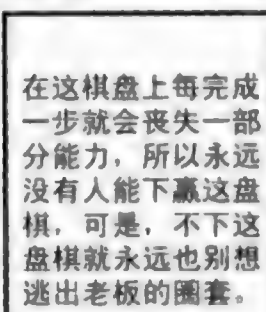 在这棋盘上每完成
一步就会丧失一部
分能力，所以永远
没有人能下赢这盘
棋，可是，不下这
盘棋就永远也别想
逃出老板的圈套。